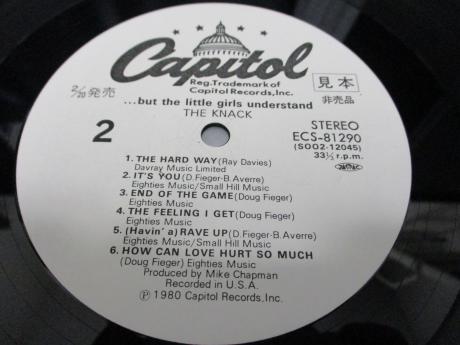 Capitol
Reg. Trademark of
Capitol Records, Inc.
2/20発売
見本
非売品
...but the little girls understand
THE KNACK
2
STEREO
ECS-81290
(SOO2-12045)
33⅓ r.p.m.
1. THE HARD WAY (Ray Davies)
Davray Music Limited
2. IT'S YOU (D.Fieger-B.Averre)
Eighties Music/Small Hill Music
3. END OF THE GAME (Doug Fieger)
Eighties Music
4. THE FEELING I GET (Doug Fieger)
Eighties Music
5. (Havin' a) RAVE UP (D.Fieger-B.Averre)
Eighties Music/Small Hill Music
6. HOW CAN LOVE HURT SO MUCH
(Doug Fieger) Eighties Music
Produced by Mike Chapman
Recorded in U.S.A.
Ⓟ 1980 Capitol Records, Inc.